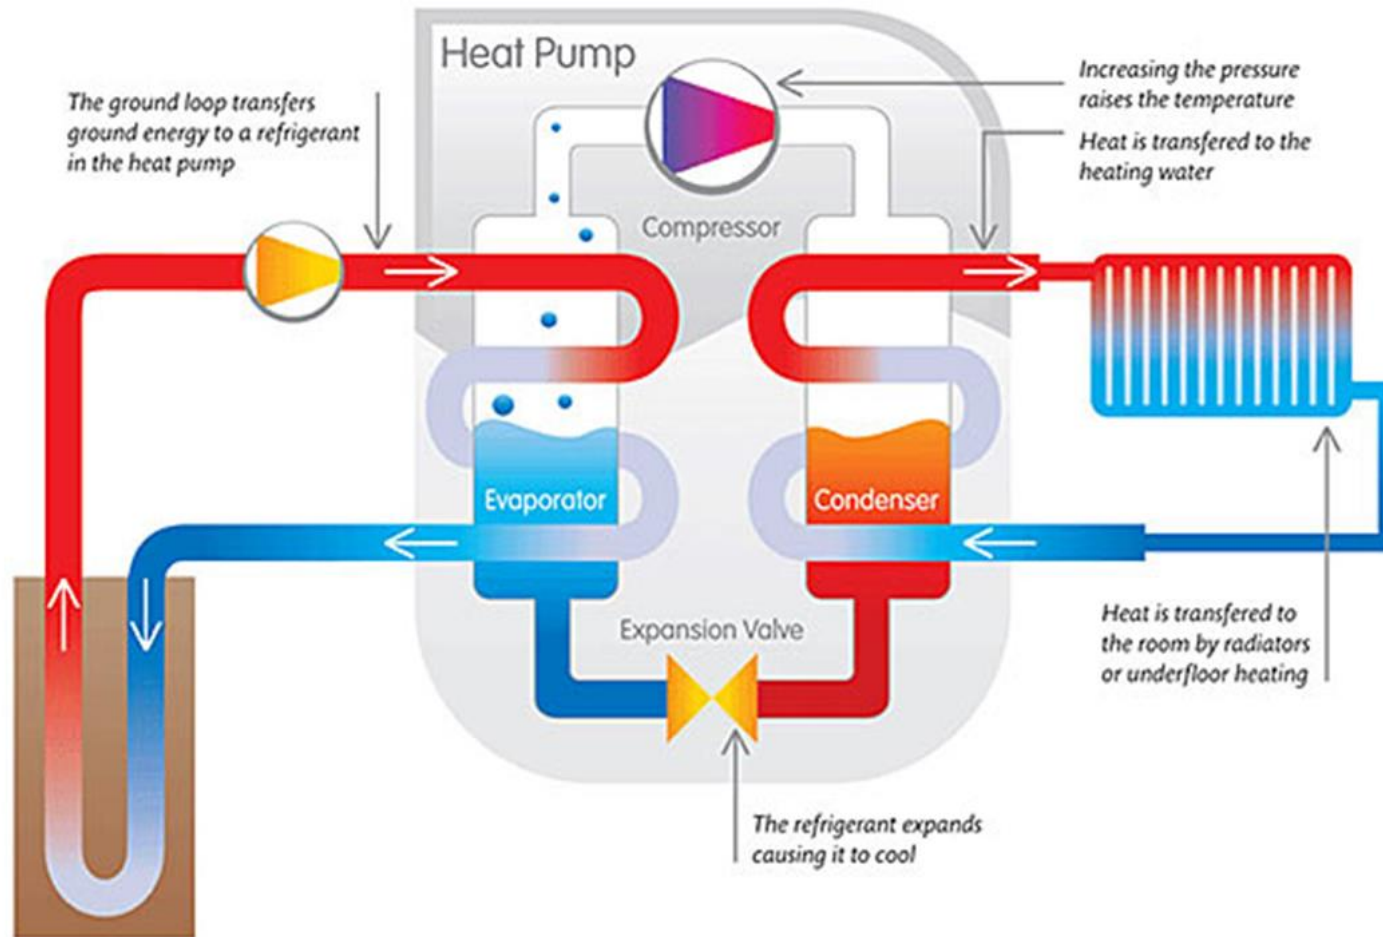 Heat Pump
The ground loop transfers
ground energy to a refrigerant
in the heat pump
Increasing the pressure
raises the temperature
Heat is transfered to the
heating water
Compressor
Evaporator
Condenser
Expansion Valve
Heat is transfered to
the room by radiators
or underfloor heating
The refrigerant expands
causing it to cool